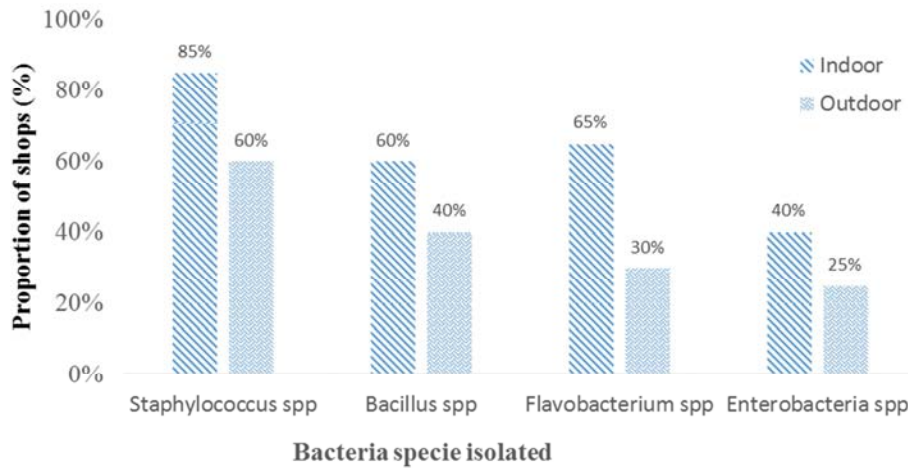 100%
80%
60%
40%
20%
0%
Proportion of shops (%)
85%
60%
60%
40%
65%
30%
40%
25%
Indoor
Outdoor
Staphylococcus spp
Bacillus spp
Flavobacterium spp
Enterobacteria spp
Bacteria specie isolated